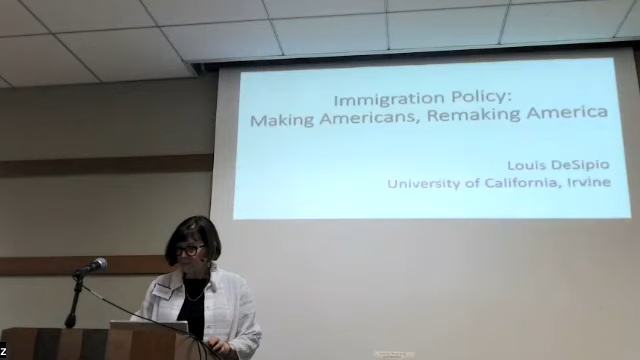 Immigration Policy:
Making Americans, Remaking America
Louis DeSipio
University of California, Irvine
z